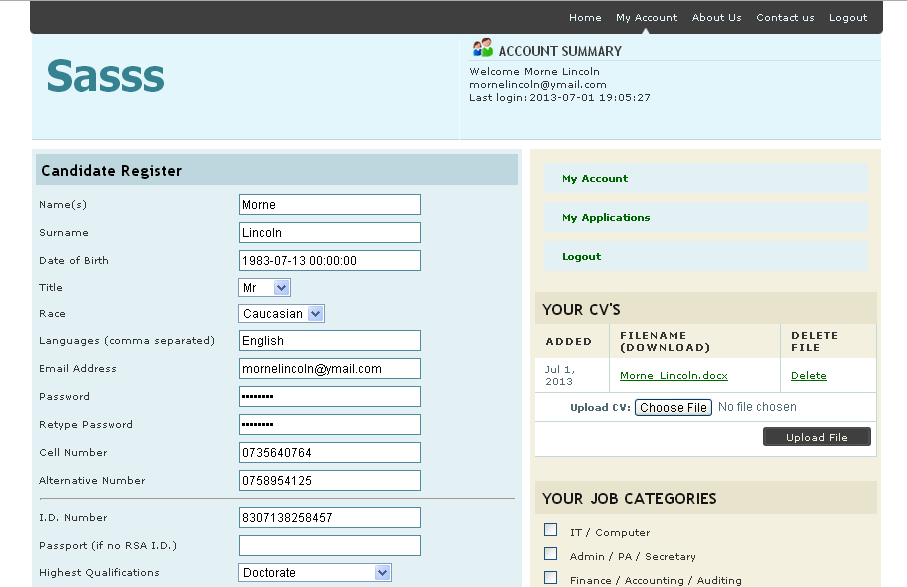 Home My Account About Us Contact us Logout
Sasss
ACCOUNT SUMMARY
Welcome Morne Lincoln
mornelincoln@ymail.com
Last login:2013-07-01 19:05:27
Candidate Register
Name(s) Morne
Surname Lincoln
Date of Birth 1983-07-13 00:00:00
Title Mr
Race Caucasian
Languages (comma separated) English
Email Address mornelincoln@ymail.com
Password ••••••••
Retype Password ••••••••
Cell Number 0735640764
Alternative Number 0758954125
I.D. Number 8307138258457
Passport (if no RSA I.D.)
Highest Qualifications Doctorate
My Account
My Applications
Logout
YOUR CV'S
ADDED FILENAME (DOWNLOAD) DELETE FILE
Jul 1, 2013 Morne_Lincoln.docx Delete
Upload CV: Choose File No file chosen
Upload File
YOUR JOB CATEGORIES
IT / Computer
Admin / PA / Secretary
Finance / Accounting / Auditing